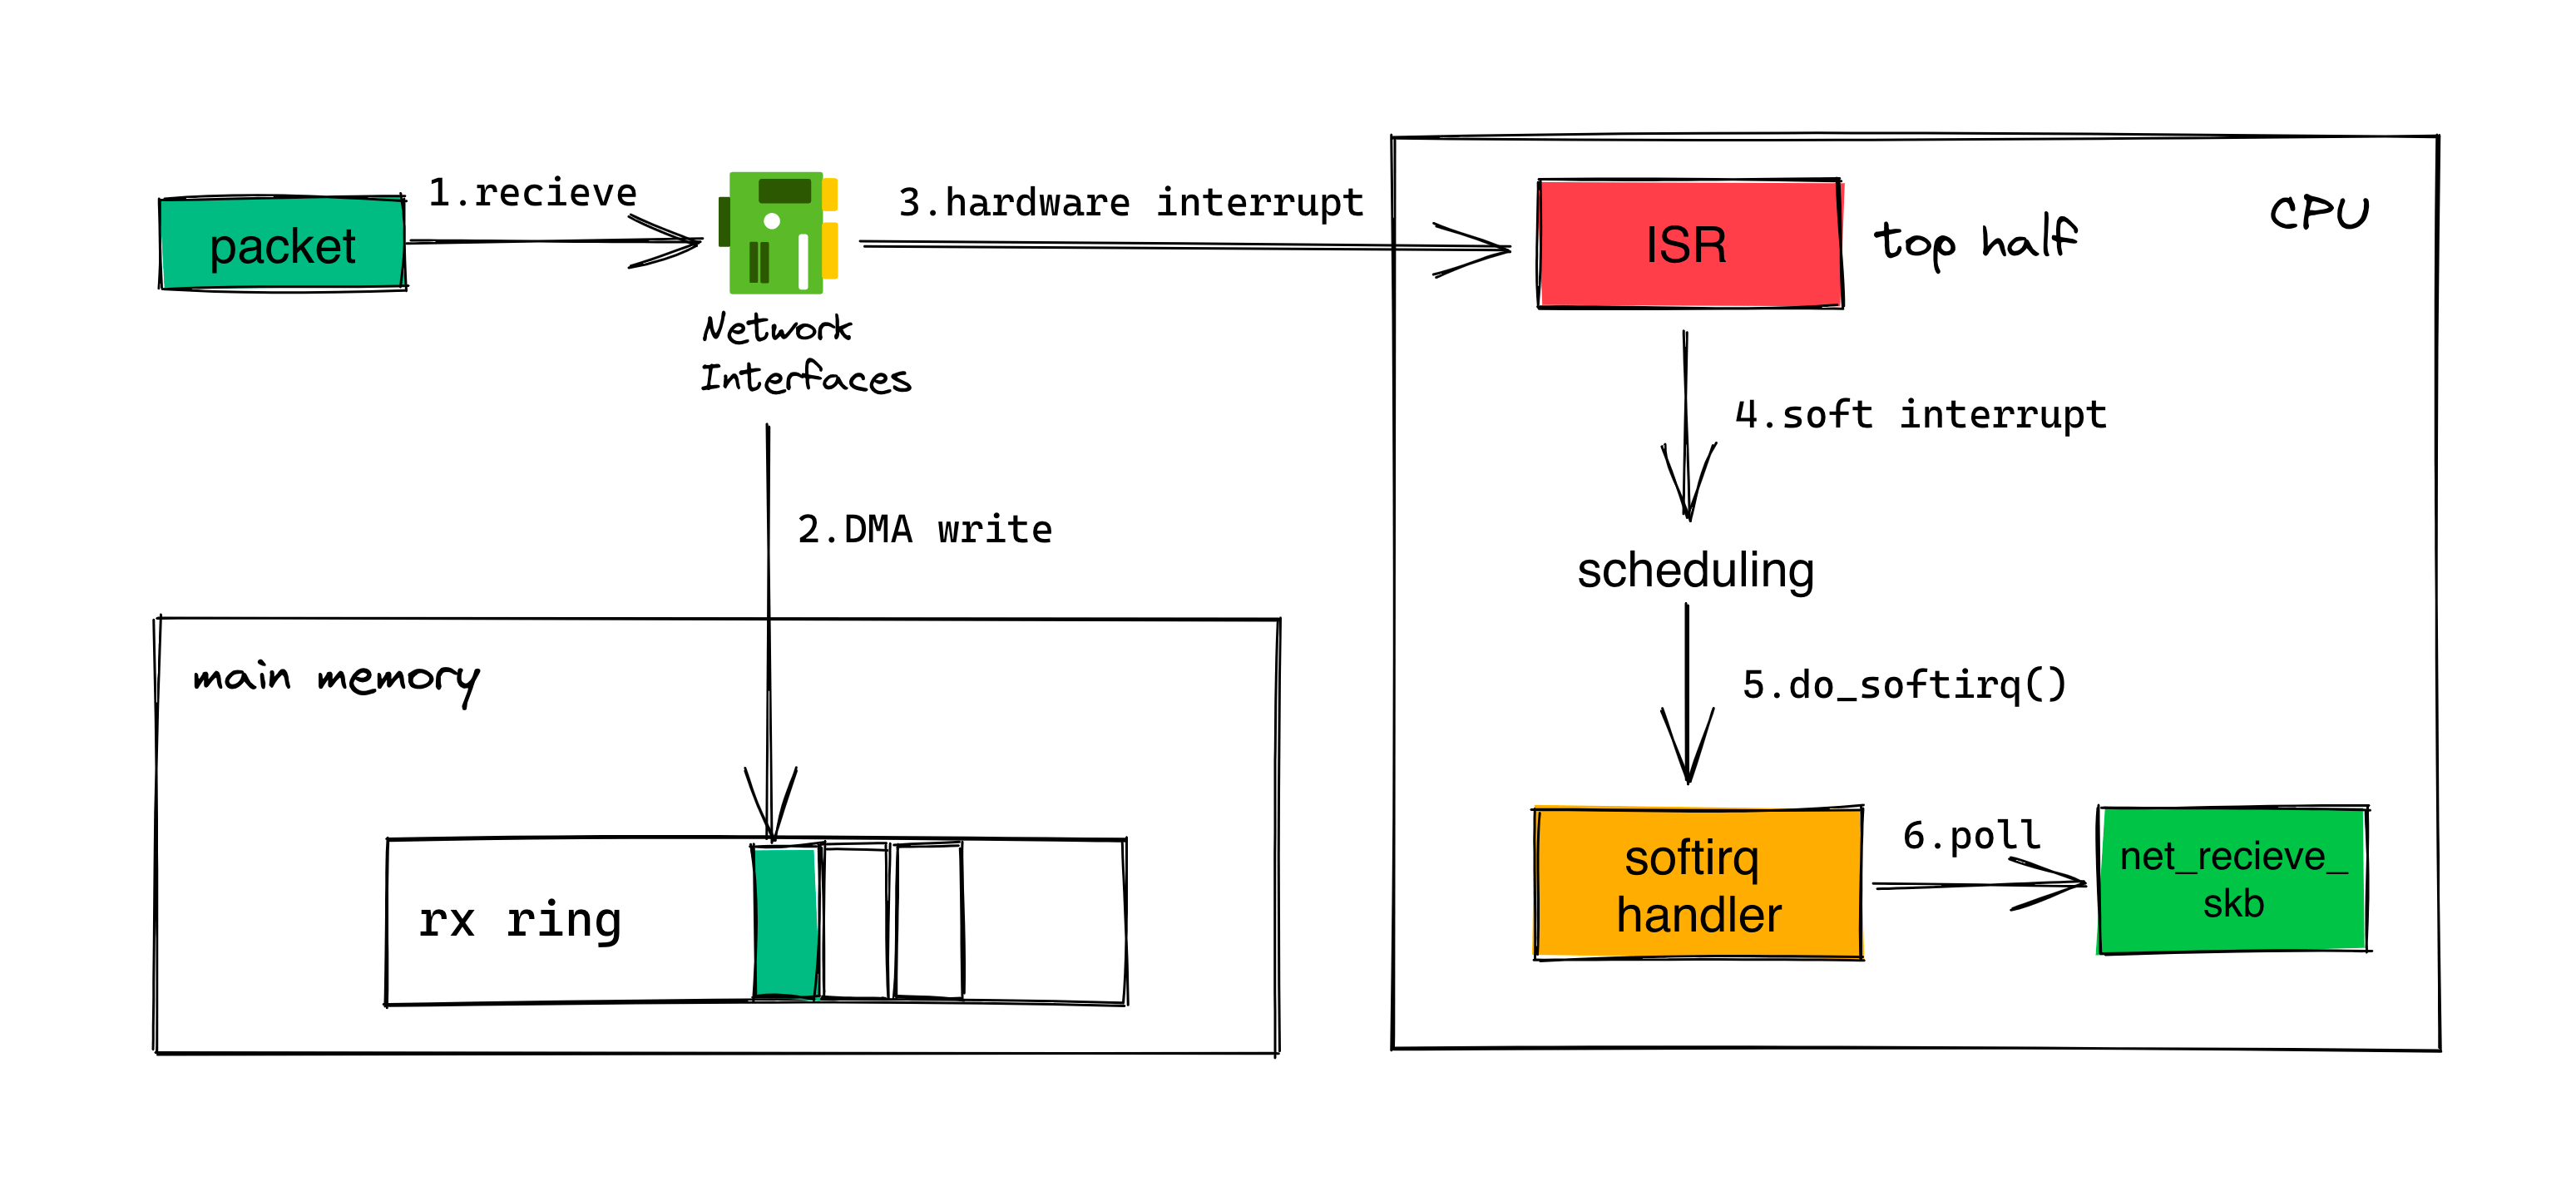 1.recieve
packet
Network
Interfaces
3.hardware interrupt
2.DMA write
main memory
rx ring
CPU
ISR
top half
4.soft interrupt
scheduling
5.do_softirq()
softirq
handler
6.poll
net_recieve_
skb